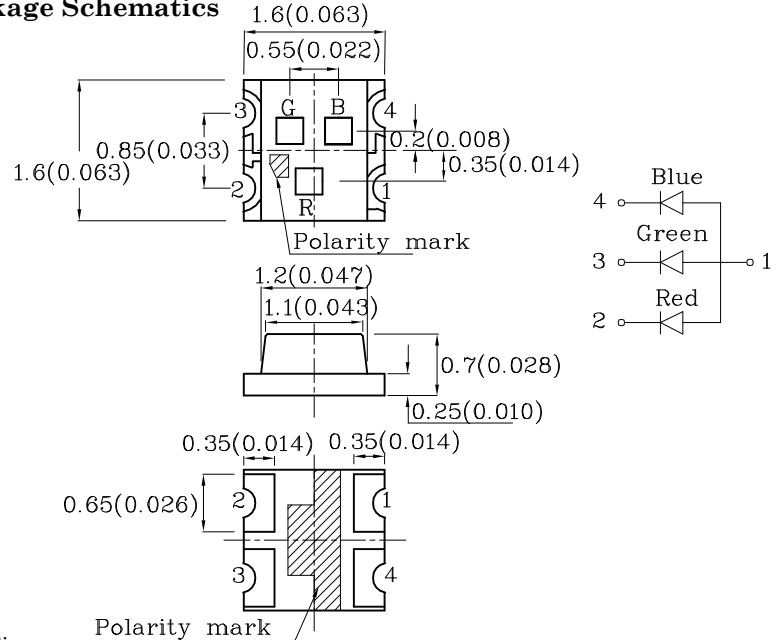 kage Schematics
1.6(0.063)
0.55(0.022)
3 G B 4
0.2(0.008)
0.85(0.033)
0.35(0.014)
1.6(0.063)
2 R 1
Polarity mark
Blue
4
Green
3 1
Red
2
1.2(0.047)
1.1(0.043)
0.7(0.028)
0.25(0.010)
0.35(0.014) 0.35(0.014)
0.65(0.026)
2 1
3 4
Polarity mark